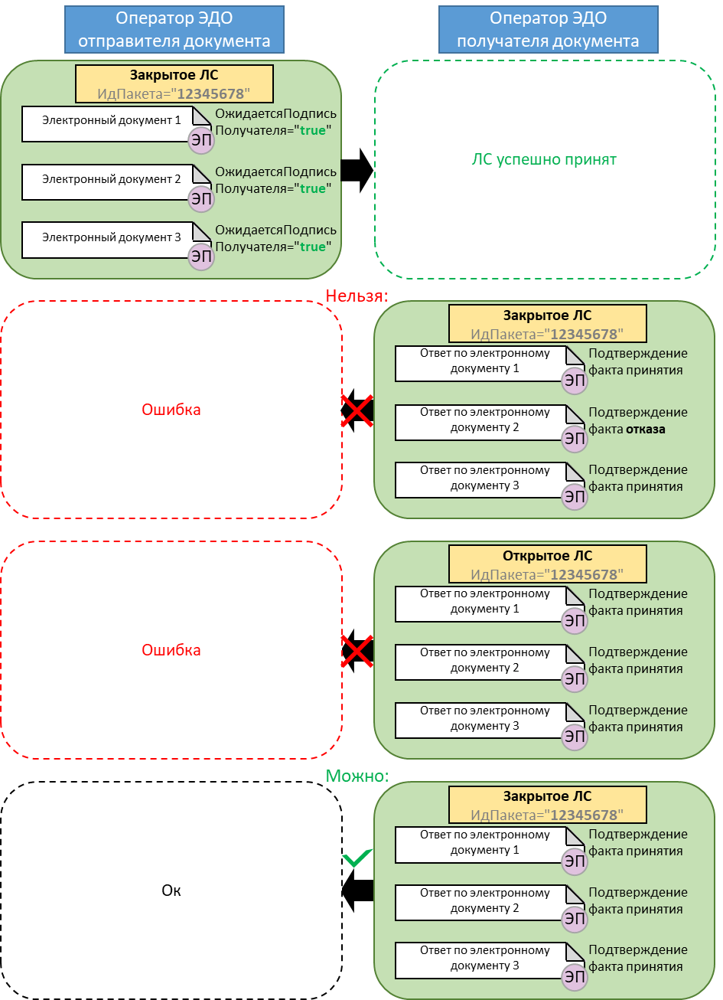 Оператор ЭДО
отправителя документа
Оператор ЭДО
получателя документа
Закрытое ЛС
ИдПакета="12345678"
Электронный документ 1
ЭП
ОжидаетсяПодпись
Получателя="true"
Электронный документ 2
ЭП
ОжидаетсяПодпись
Получателя="true"
Электронный документ 3
ЭП
ОжидаетсяПодпись
Получателя="true"
ЛС успешно принят
Нельзя:
Ошибка
Закрытое ЛС
ИдПакета="12345678"
Ответ по электронному
документу 1
ЭП
Подтверждение
факта принятия
Ответ по электронному
документу 2
ЭП
Подтверждение
факта отказа
Ответ по электронному
документу 3
ЭП
Подтверждение
факта принятия
Ошибка
Открытое ЛС
ИдПакета="12345678"
Ответ по электронному
документу 1
ЭП
Подтверждение
факта принятия
Ответ по электронному
документу 2
ЭП
Подтверждение
факта принятия
Ответ по электронному
документу 3
ЭП
Подтверждение
факта принятия
Можно:
Ок
Закрытое ЛС
ИдПакета="12345678"
Ответ по электронному
документу 1
ЭП
Подтверждение
факта принятия
Ответ по электронному
документу 2
ЭП
Подтверждение
факта принятия
Ответ по электронному
документу 3
ЭП
Подтверждение
факта принятия